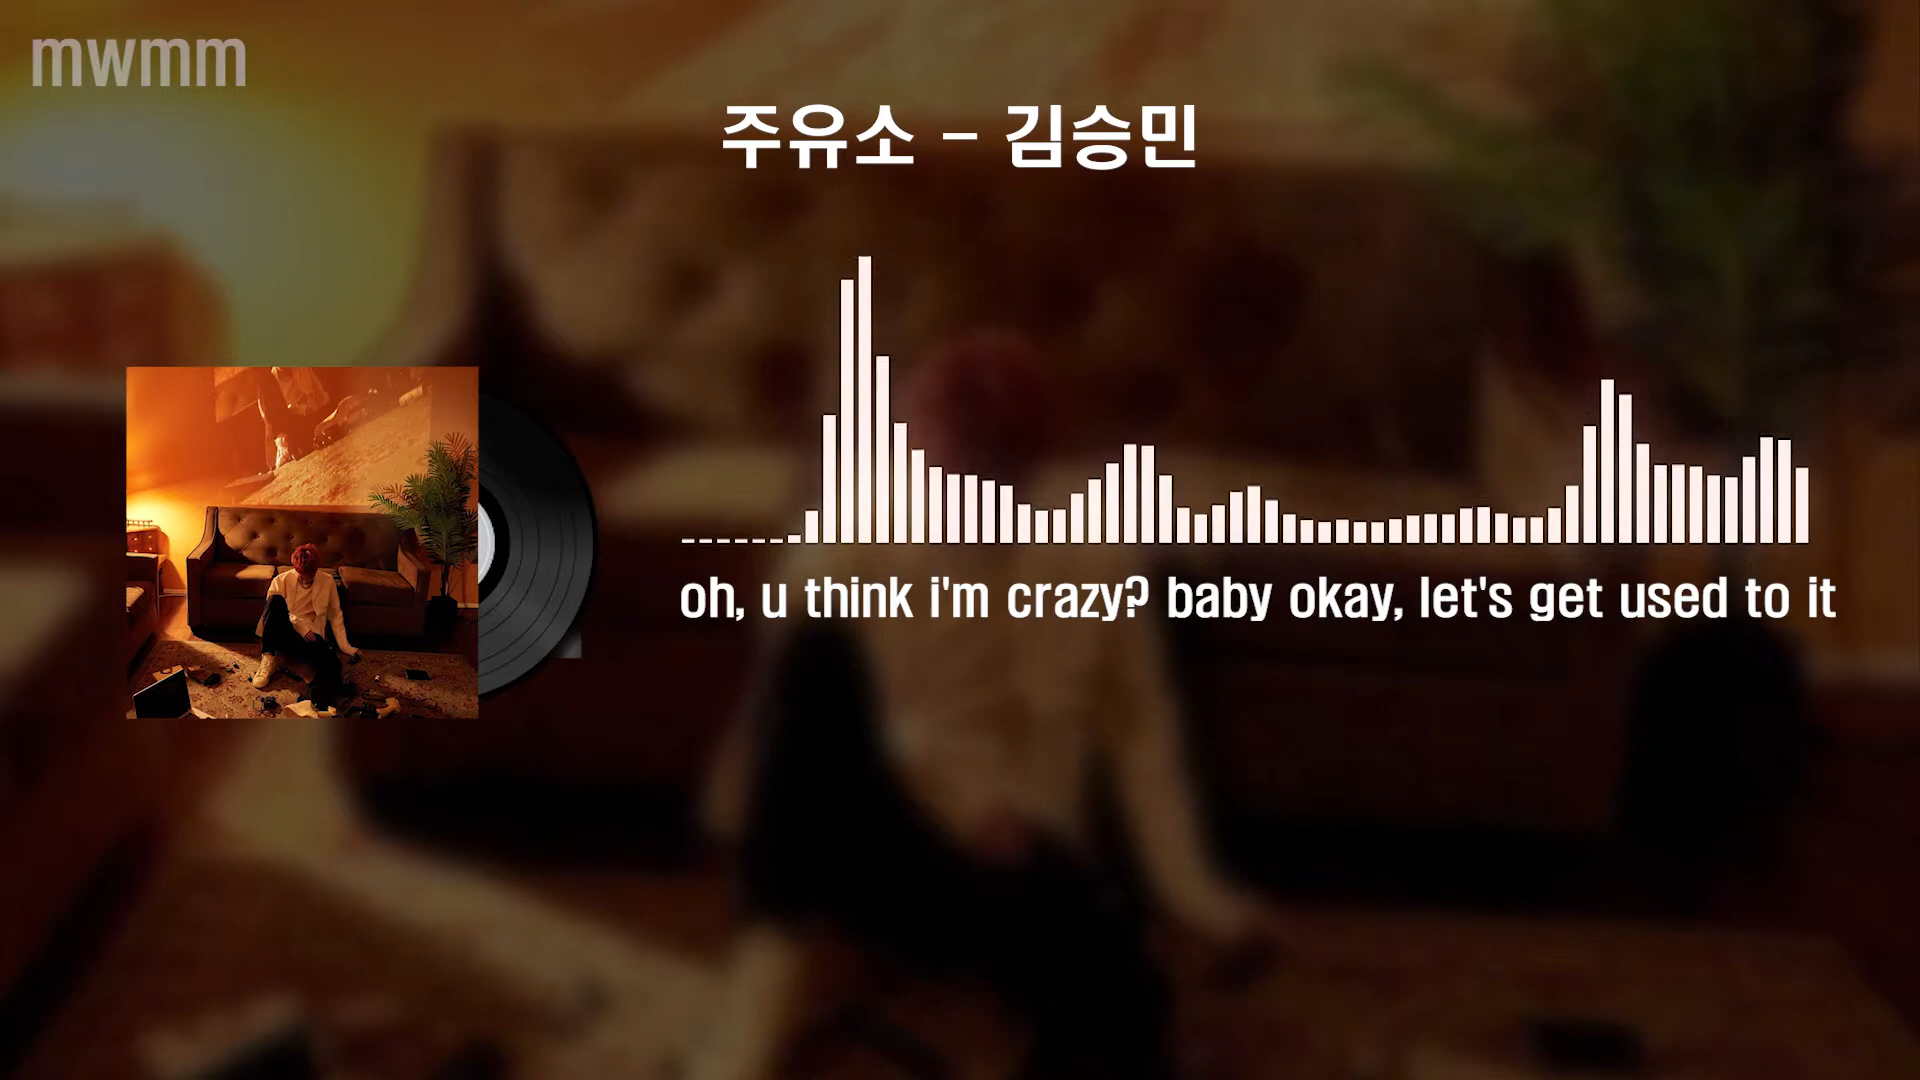 mwmm
주유소 - 김승민
oh, u think i'm crazy? baby okay, let's get used to it